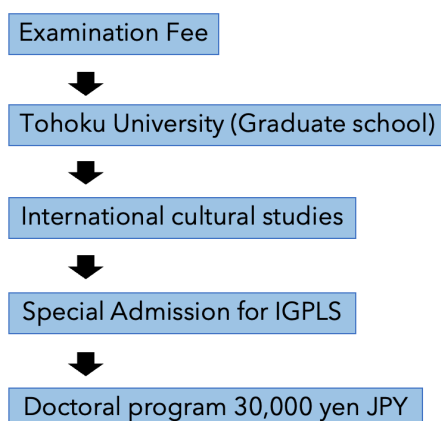 Examination Fee
Tohoku University (Graduate school)
International cultural studies
Special Admission for IGPLS
Doctoral program 30,000 yen JPY